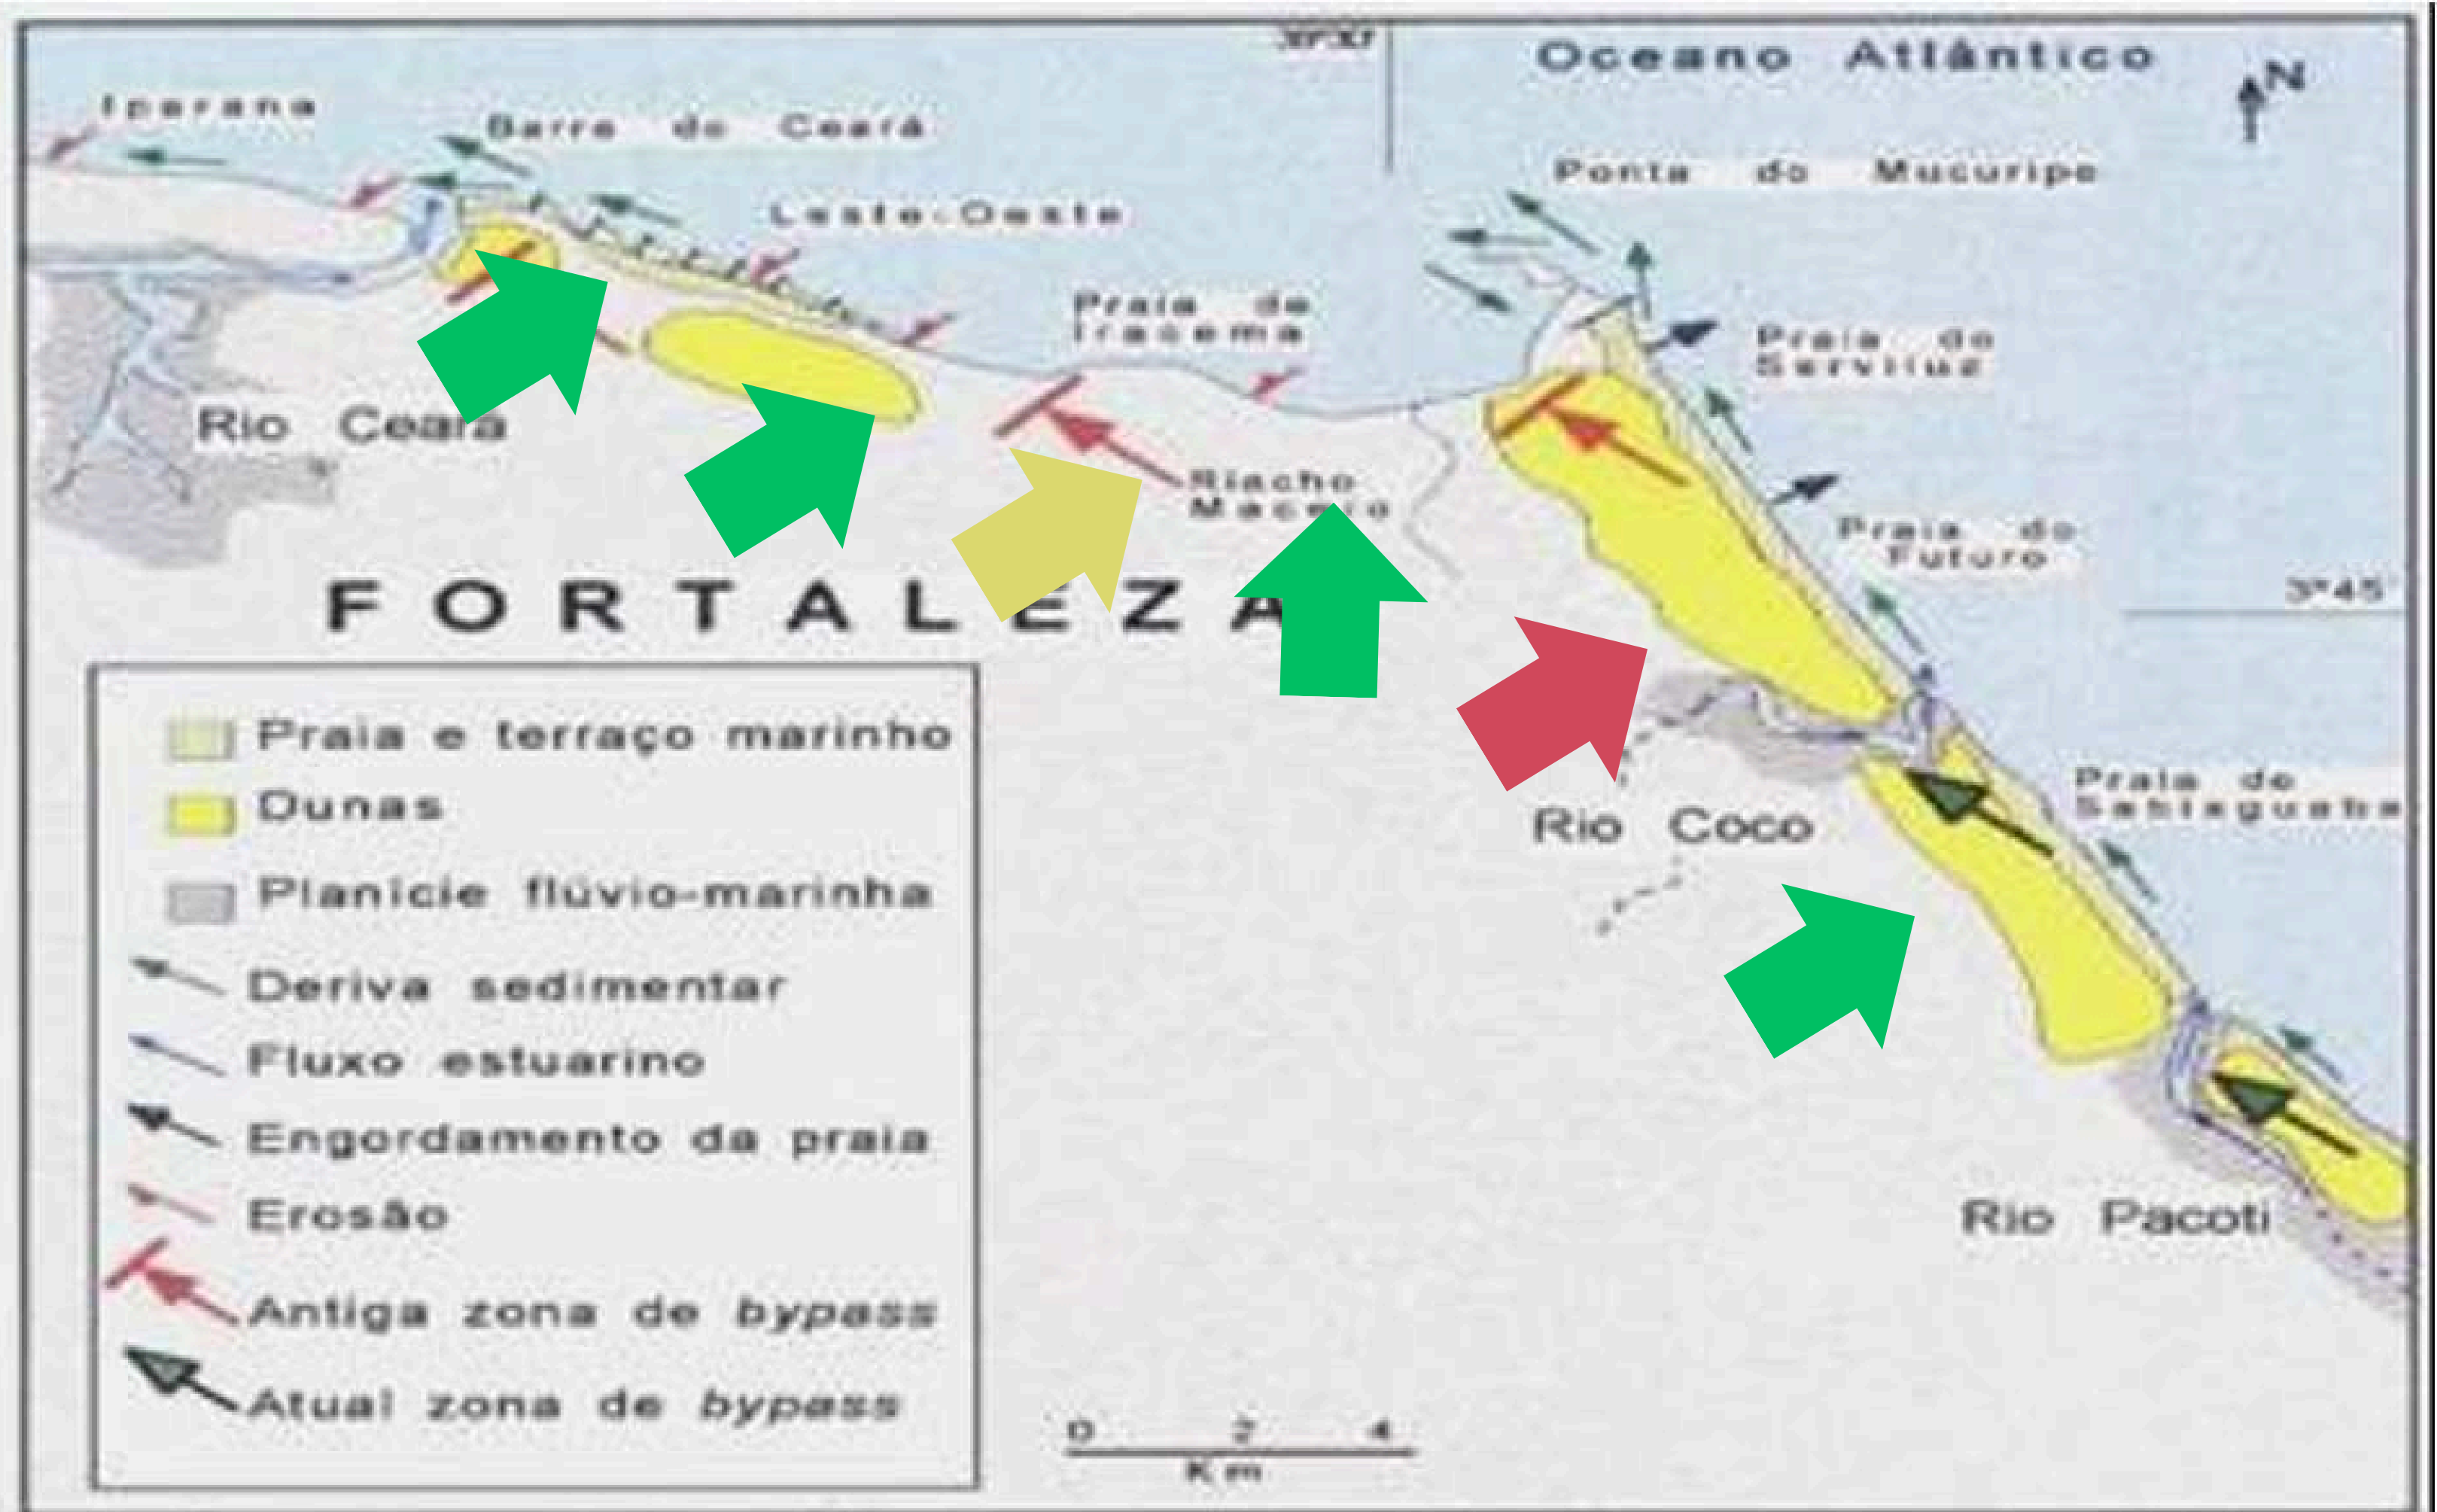 Oceano Atlântico
N
Iparana
Barra do Ceará
Ponta do Mucuripe
Leste-Oeste
Praia de
Iracema
Praia do
Serviluz
Rio Ceará
Riacho
Maceio
Praia do
Futuro
FORTALEZA
3°45'
Praia de
Sabiaguaba
Rio Coco
Rio Pacoti
Praia e terraço marinho
Dunas
Planície flúvio-marinha
Deriva sedimentar
Fluxo estuarino
Engordamento da praia
Erosão
Antiga zona de bypass
Atual zona de bypass
0 2 4
Km